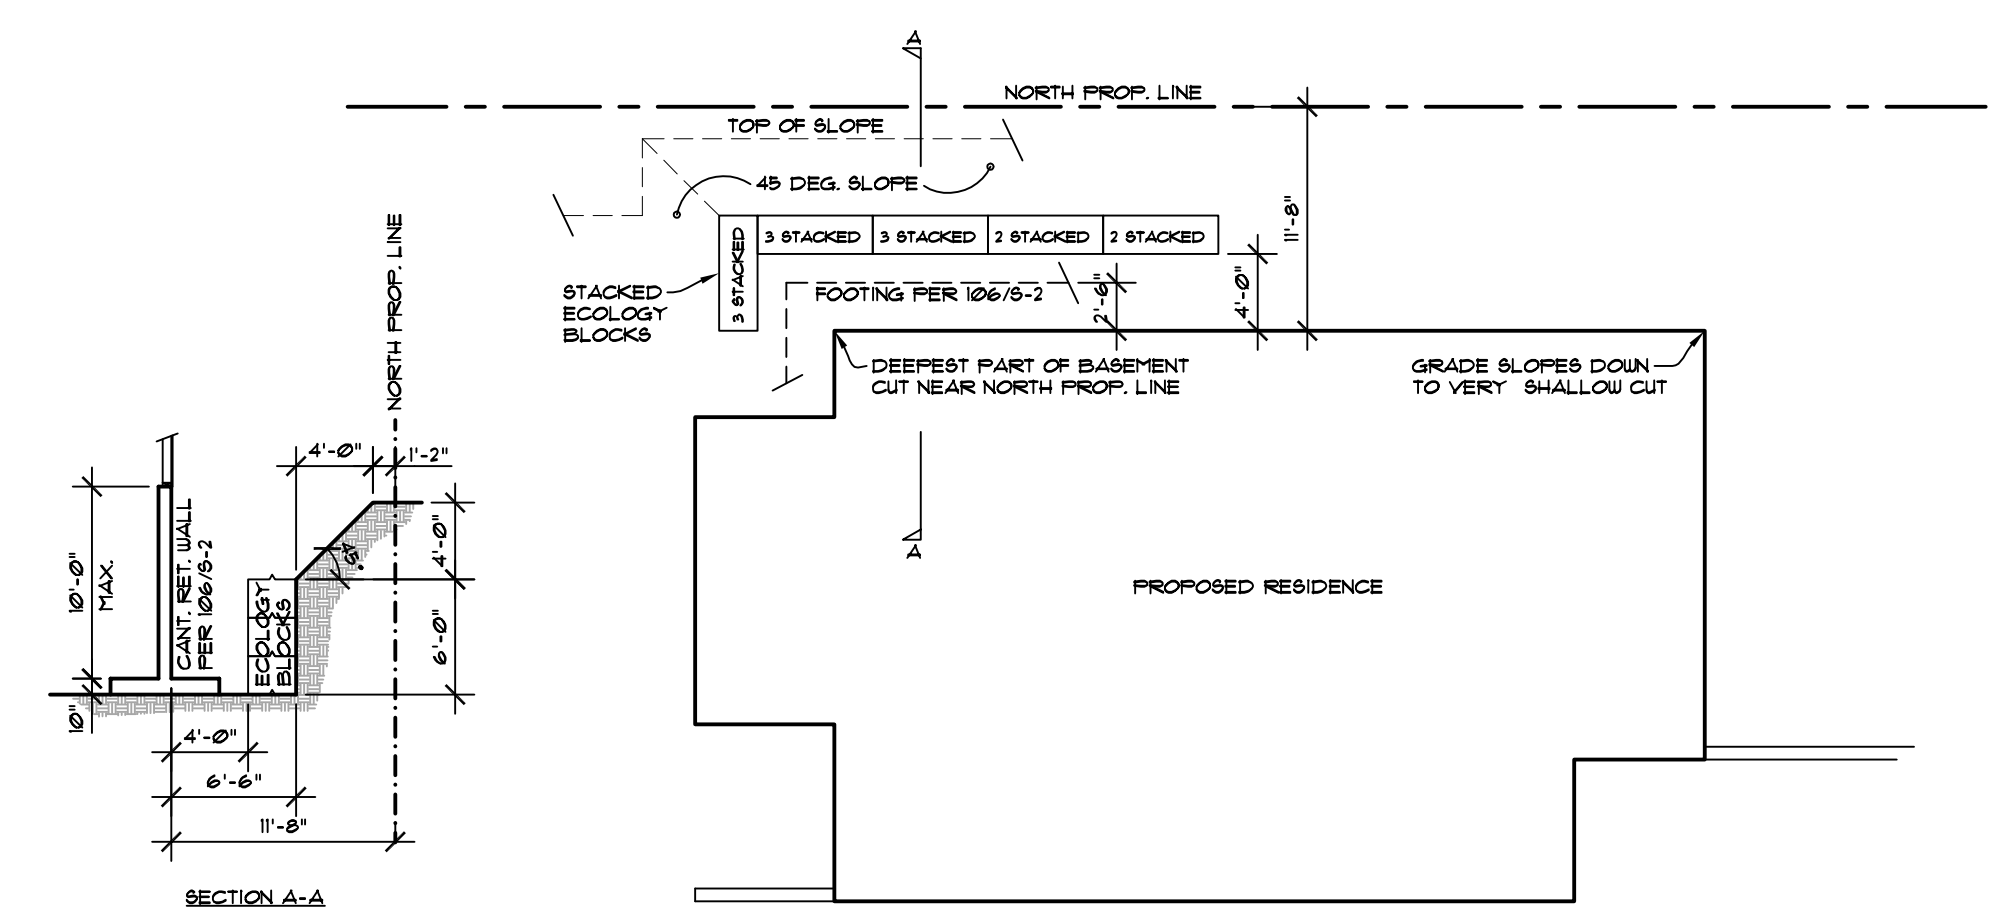 A
NORTH PROP. LINE
TOP OF SLOPE
45 DEG. SLOPE
11'-8"
3 STACKED
3 STACKED
3 STACKED
2 STACKED
2 STACKED
STACKED
ECOLOGY
BLOCKS
FOOTING PER 106/S-2
2'-6"
4'-0"
DEEPEST PART OF BASEMENT
CUT NEAR NORTH PROP. LINE
GRADE SLOPES DOWN
TO VERY SHALLOW CUT
A
PROPOSED RESIDENCE
NORTH PROP. LINE
4'-0"
1'-2"
10'-0"
MAX.
CANT. RET. WALL
PER 106/S-2
ECOLOGY
BLOCKS
45°
4'-0"
6'-0"
10"
4'-0"
6'-6"
11'-8"
SECTION A-A